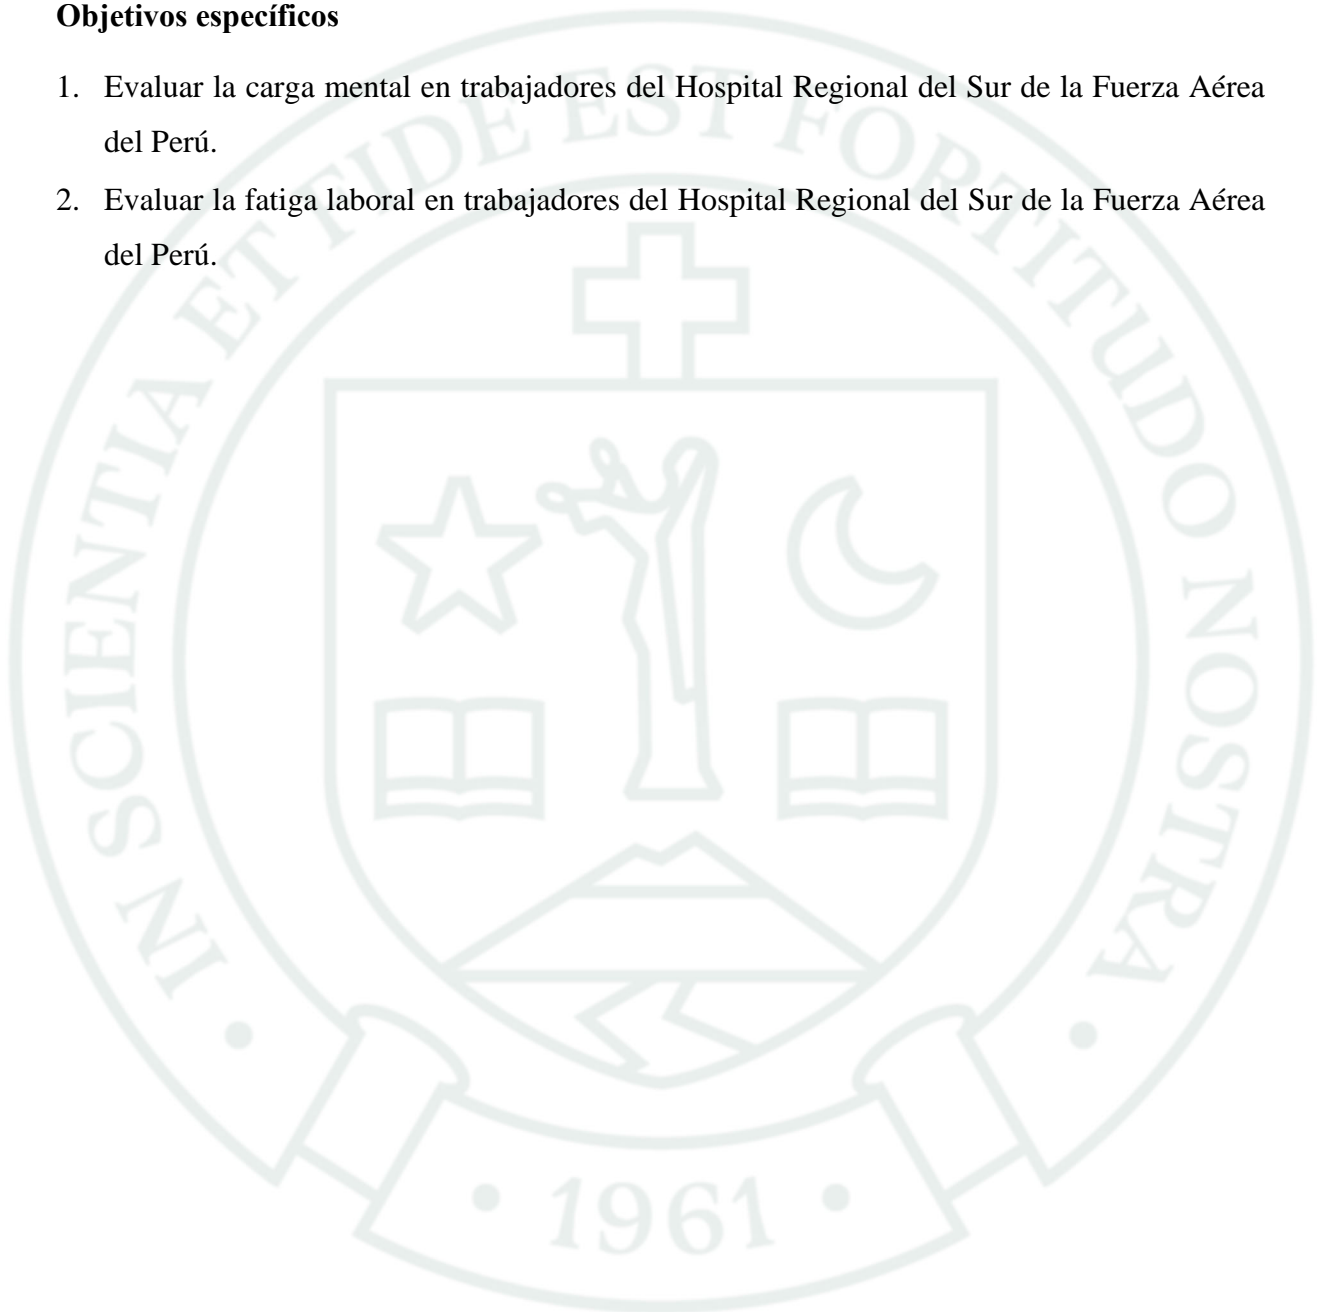 Objetivos específicos
1. Evaluar la carga mental en trabajadores del Hospital Regional del Sur de la Fuerza Aérea
del Perú.
2. Evaluar la fatiga laboral en trabajadores del Hospital Regional del Sur de la Fuerza Aérea
del Perú.
IN SCIENTIA ET FIDE EST FORTITUDO NOSTRA
• 1961 •